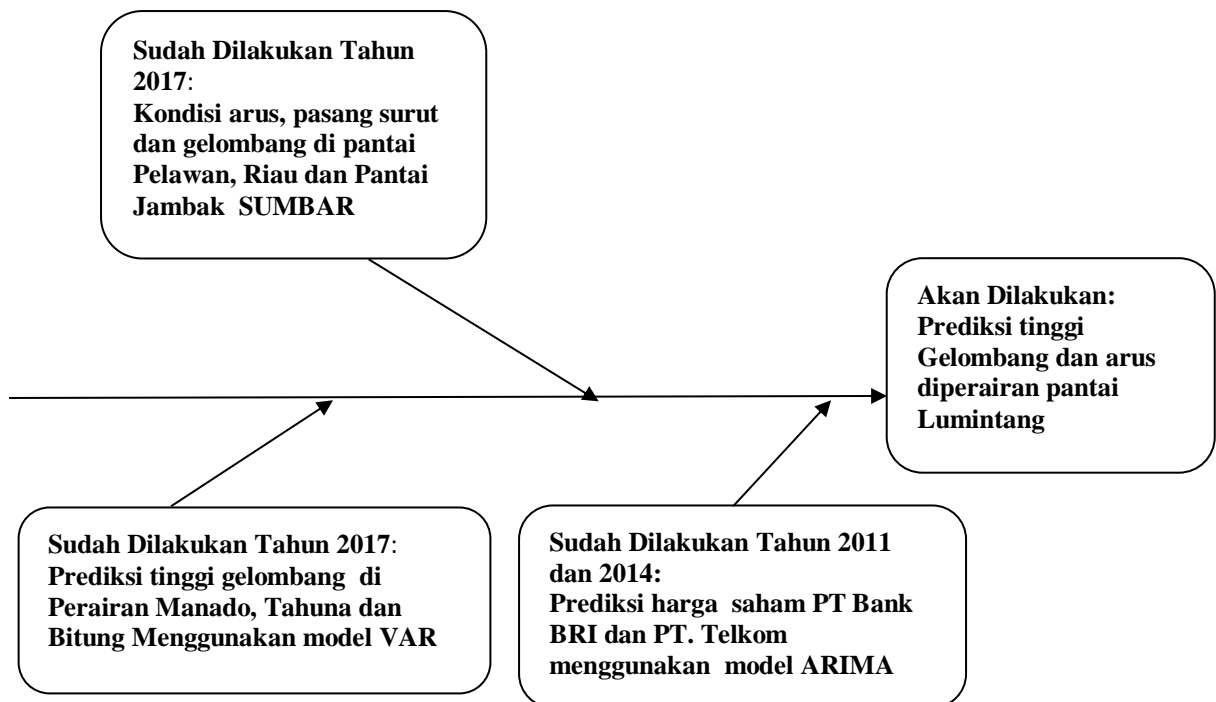 Sudah Dilakukan Tahun
2017:
Kondisi arus, pasang surut
dan gelombang di pantai
Pelawan, Riau dan Pantai
Jambak SUMBAR
Akan Dilakukan:
Prediksi tinggi
Gelombang dan arus
diperairan pantai
Lumintang
Sudah Dilakukan Tahun 2017:
Prediksi tinggi gelombang di
Perairan Manado, Tahuna dan
Bitung Menggunakan model VAR
Sudah Dilakukan Tahun 2011
dan 2014:
Prediksi harga saham PT Bank
BRI dan PT. Telkom
menggunakan model ARIMA